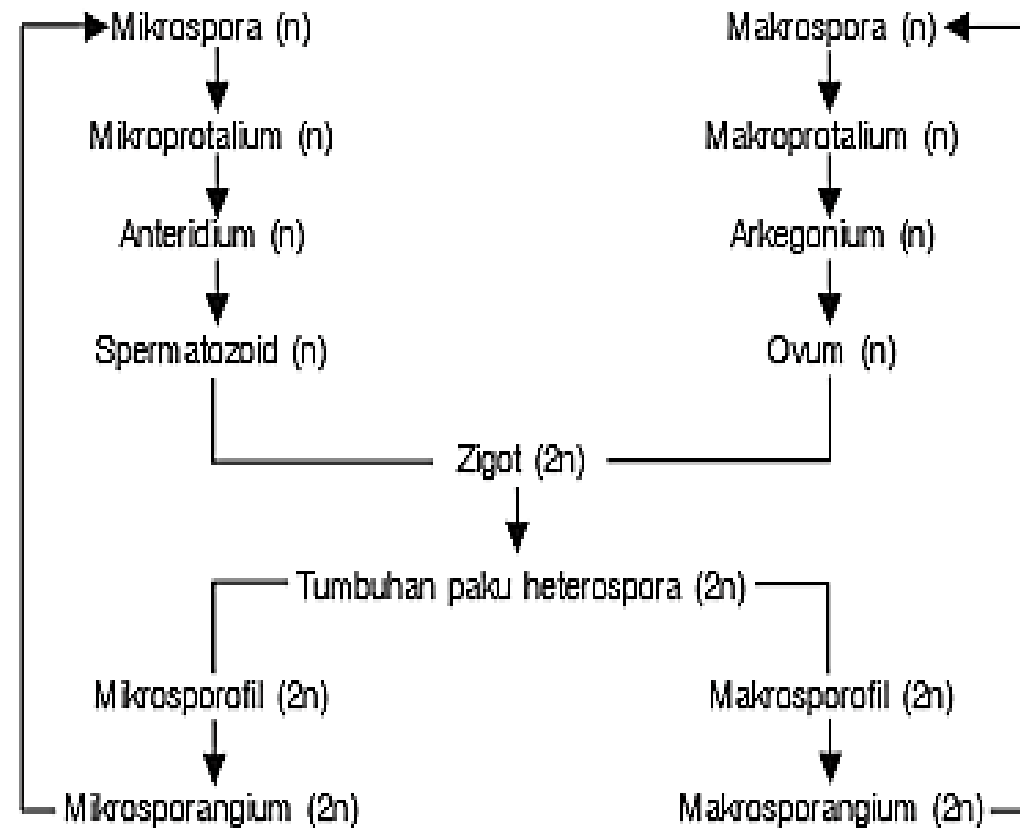 Mikrospora (n) Makrospora (n)
Mikroprotalium (n) Makroprotalium (n)
Anteridium (n) Arkegonium (n)
Spermatozoid (n) Ovum (n)
Zigot (2n)
Tumbuhan paku heterospora (2n)
Mikrosporofil (2n) Makrosporofil (2n)
Mikrosporangium (2n) Makrosporangium (2n)